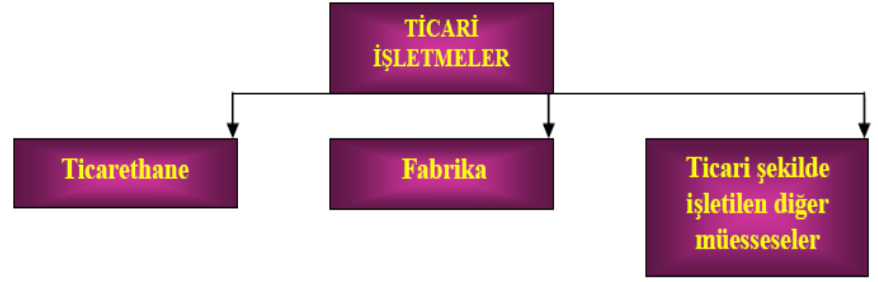 TİCARİ
İŞLETMELER
Ticarethane
Fabrika
Ticari şekilde
işletilen diğer
müesseseler